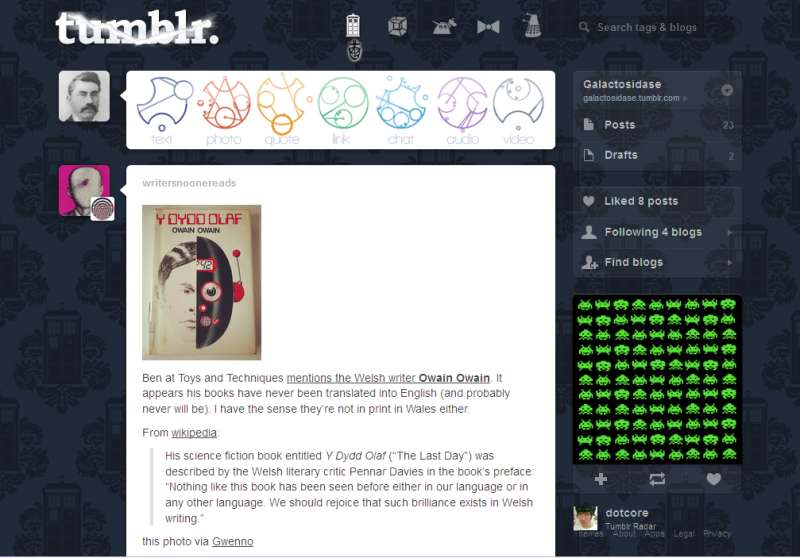 tumblr.
Search tags & blogs
text photo quote link chat audio video
Galactosidase
galactosidase.tumblr.com
Posts 23
Drafts 2
Liked 8 posts
Following 4 blogs
Find blogs
writersnoonereads
Y DYDD OLAF
OWAIN OWAIN
42
Ben at Toys and Techniques mentions the Welsh writer Owain Owain. It
appears his books have never been translated into English (and probably
never will be). I have the sense they're not in print in Wales either.
From wikipedia:
His science fiction book entitled Y Dydd Olaf (“The Last Day”) was
described by the Welsh literary critic Pennar Davies in the book's preface:
“Nothing like this book has been seen before either in our language or in
any other language. We should rejoice that such brilliance exists in Welsh
writing.”
this photo via Gwenno
dotcore
Tumblr Radar
Themes About Apps Legal Privacy